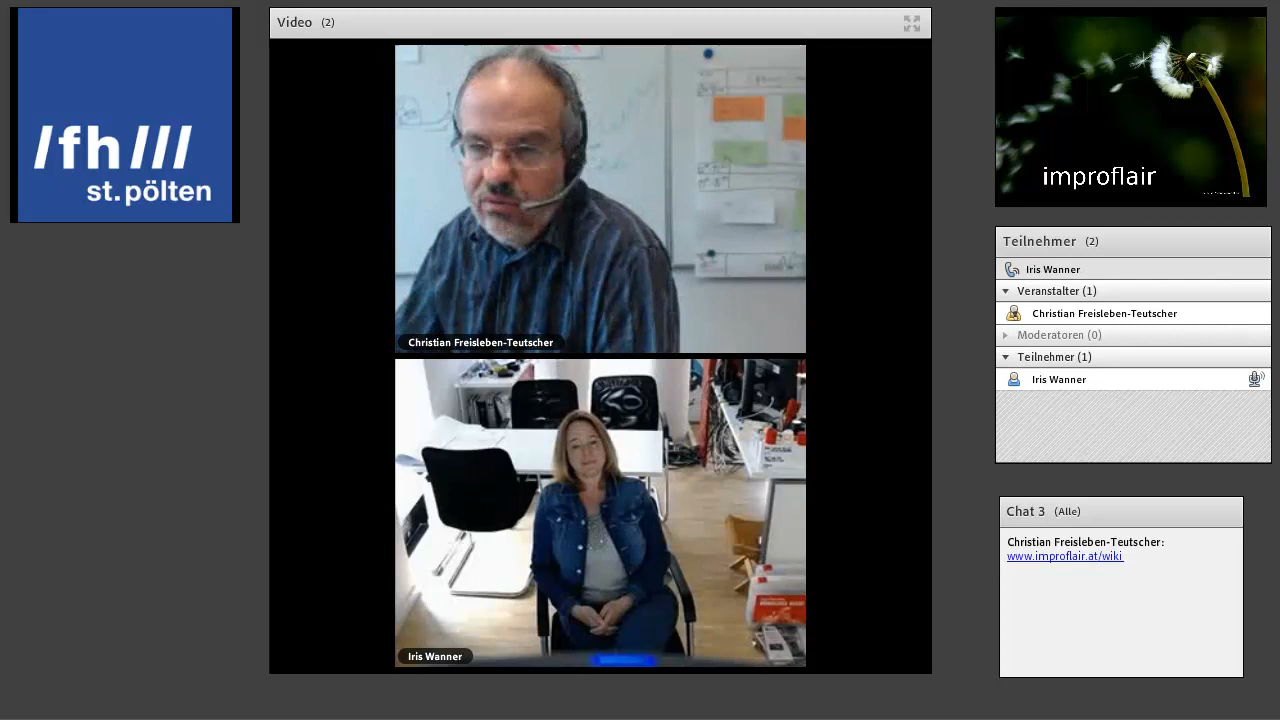 /fh///
st.pölten
Video (2)
Christian Freisleben-Teutscher
Iris Wanner
improflair
Teilnehmer (2)
Iris Wanner
Veranstalter (1)
Christian Freisleben-Teutscher
Moderatoren (0)
Teilnehmer (1)
Iris Wanner
Chat 3 (Alle)
Christian Freisleben-Teutscher:
www.improflair.at/wiki